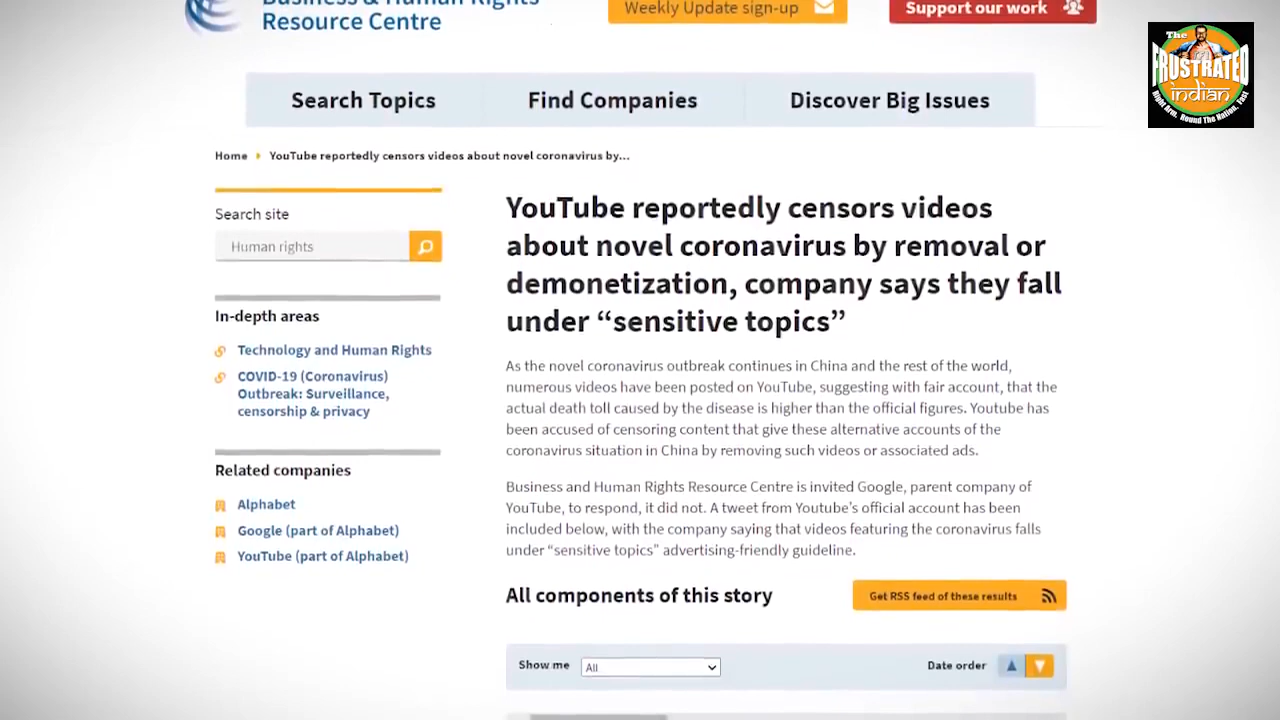 Business & Human Rights
Resource Centre
Weekly Update sign-up
Support our work
The
FRUSTRATED
indian
Right Arm, Round The Nation, Fast
Search Topics
Find Companies
Discover Big Issues
Home
YouTube reportedly censors videos about novel coronavirus by...
Search site
Human rights
In-depth areas
Technology and Human Rights
COVID-19 (Coronavirus)
Outbreak: Surveillance,
censorship & privacy
Related companies
Alphabet
Google (part of Alphabet)
YouTube (part of Alphabet)
YouTube reportedly censors videos
about novel coronavirus by removal or
demonetization, company says they fall
under “sensitive topics”
As the novel coronavirus outbreak continues in China and the rest of the world,
numerous videos have been posted on YouTube, suggesting with fair account, that the
actual death toll caused by the disease is higher than the official figures. Youtube has
been accused of censoring content that give these alternative accounts of the
coronavirus situation in China by removing such videos or associated ads.
Business and Human Rights Resource Centre is invited Google, parent company of
YouTube, to respond, it did not. A tweet from Youtube’s official account has been
included below, with the company saying that videos featuring the coronavirus falls
under “sensitive topics” advertising-friendly guideline.
All components of this story
Get RSS feed of these results
Show me
All
Date order